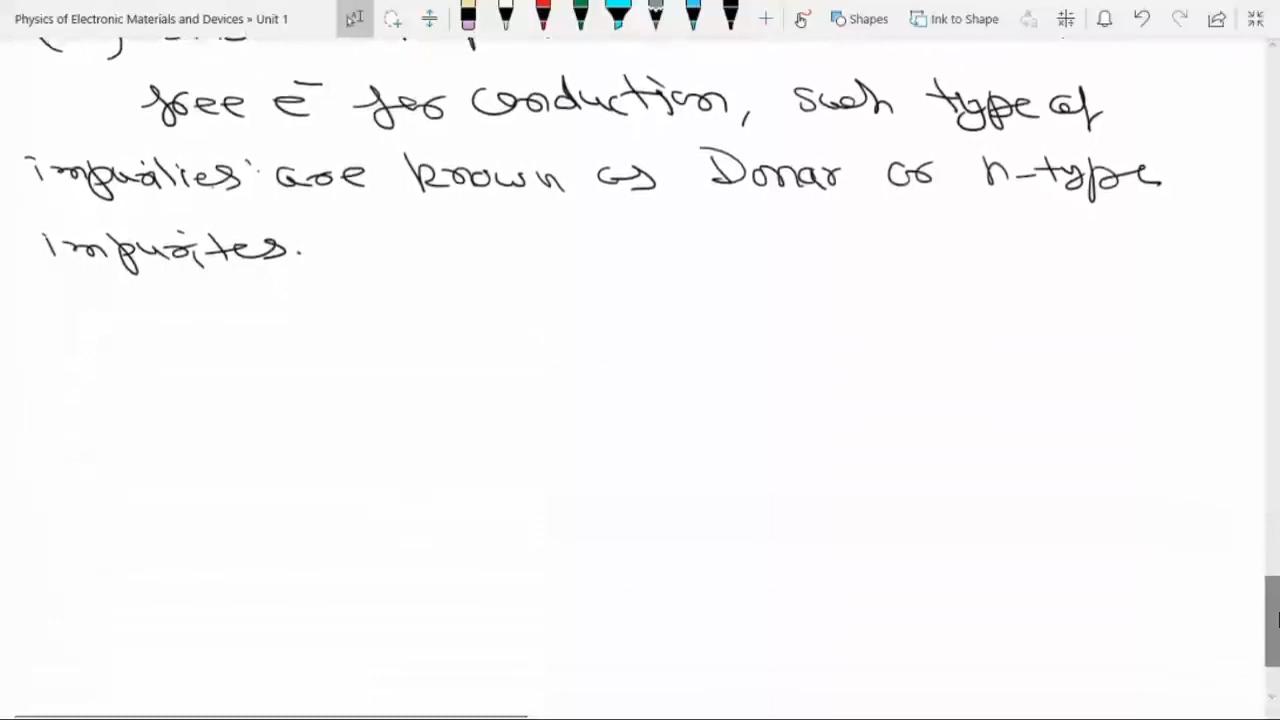 Physics of Electronic Materials and Devices » Unit 1
Shapes
Ink to Shape
free e⁻ for conduction, such type of
impurities are known as Donar or n-type
impurites.